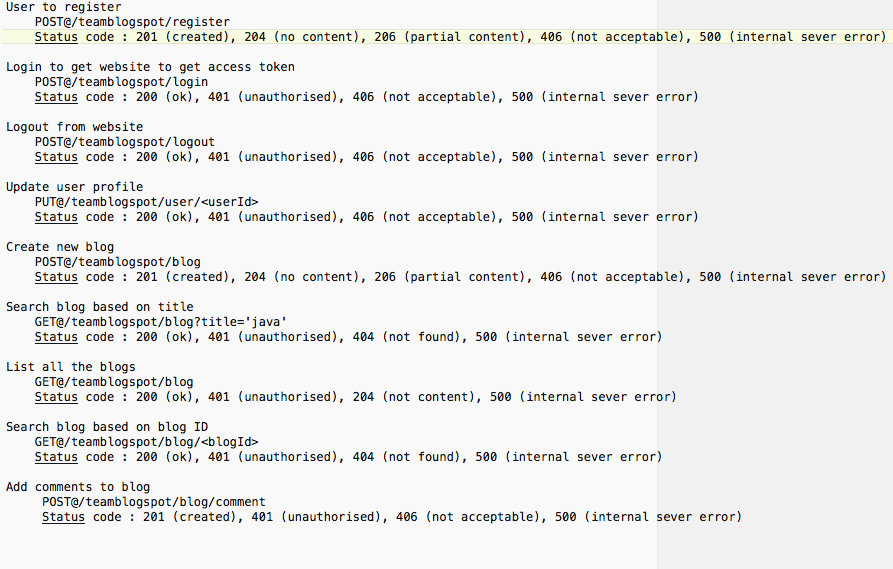 User to register
POST@/teamblogspot/register
Status code : 201 (created), 204 (no content), 206 (partial content), 406 (not acceptable), 500 (internal sever error)
Login to get website to get access token
POST@/teamblogspot/login
Status code : 200 (ok), 401 (unauthorised), 406 (not acceptable), 500 (internal sever error)
Logout from website
POST@/teamblogspot/logout
Status code : 200 (ok), 401 (unauthorised), 406 (not acceptable), 500 (internal sever error)
Update user profile
PUT@/teamblogspot/user/<userId>
Status code : 200 (ok), 401 (unauthorised), 406 (not acceptable), 500 (internal sever error)
Create new blog
POST@/teamblogspot/blog
Status code : 201 (created), 204 (no content), 206 (partial content), 406 (not acceptable), 500 (internal sever error)
Search blog based on title
GET@/teamblogspot/blog?title='java'
Status code : 200 (ok), 401 (unauthorised), 404 (not found), 500 (internal sever error)
List all the blogs
GET@/teamblogspot/blog
Status code : 200 (ok), 401 (unauthorised), 204 (not content), 500 (internal sever error)
Search blog based on blog ID
GET@/teamblogspot/blog/<blogId>
Status code : 200 (ok), 401 (unauthorised), 404 (not found), 500 (internal sever error)
Add comments to blog
POST@/teamblogspot/blog/comment
Status code : 201 (created), 401 (unauthorised), 406 (not acceptable), 500 (internal sever error)